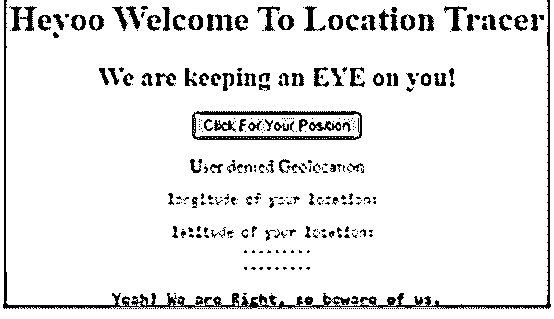 Heyoo Welcome To Location Tracer
We are keeping an EYE on you!
Click For Your Position
User denied Geolocation
longitude of your location:
latitude of your location:
---------
---------
Yeah! We are Right, so beware of us.